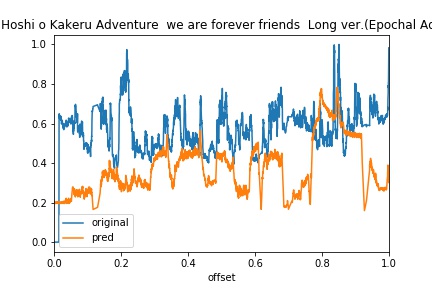 Hoshi o Kakeru Adventure we are forever friends Long ver.(Epochal
1.0
0.8
0.6
0.4
0.2
0.0
original
pred
0.0 0.2 0.4 0.6 0.8 1.0
offset